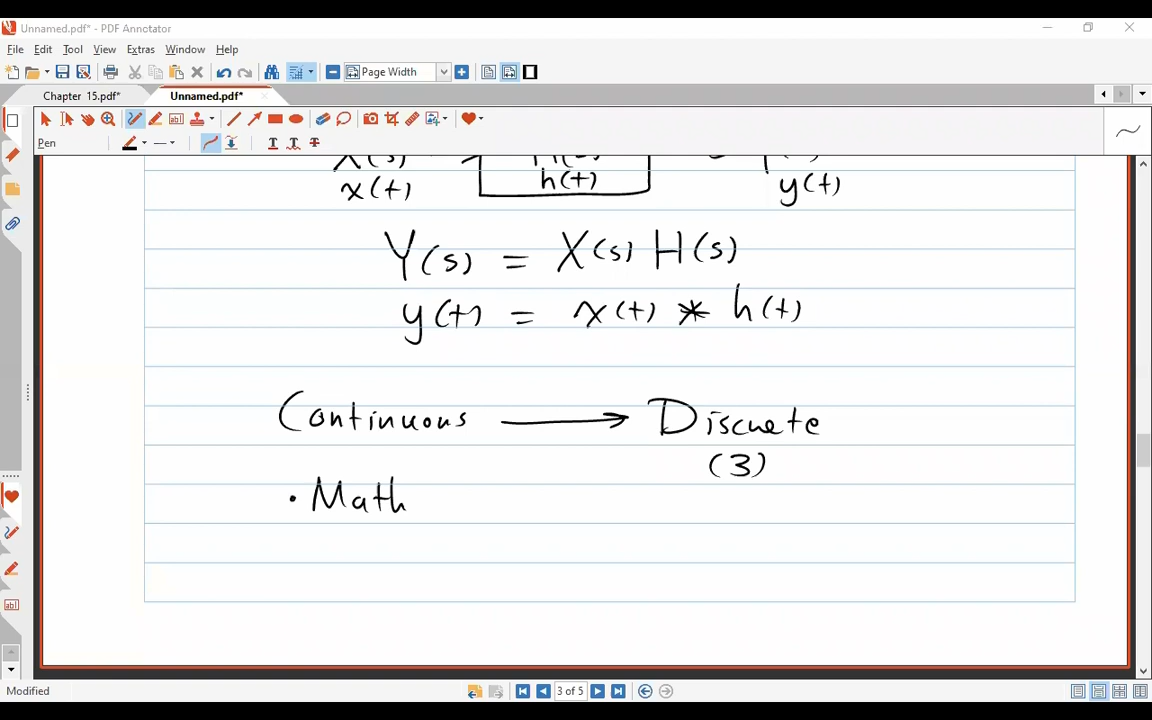 Unnamed.pdf* - PDF Annotator
File Edit Tool View Extras Window Help
Page Width
Chapter 15.pdf* Unnamed.pdf*
Pen
x(t) h(t) y(t)
Y(s) = X(s) H(s)
y(t) = x(t) * h(t)
Continuous → Discrete
(3)
• Math
Modified 3 of 5